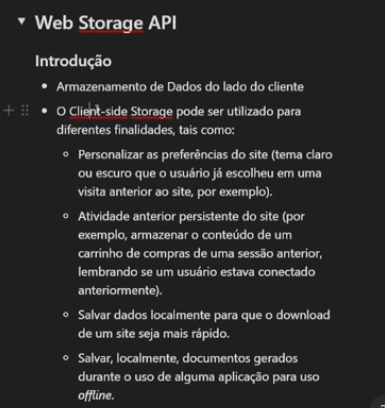 Web Storage API
Introdução
Armazenamento de Dados do lado do cliente
O Client-side Storage pode ser utilizado para
diferentes finalidades, tais como:
Personalizar as preferências do site (tema claro
ou escuro que o usuário já escolheu em uma
visita anterior ao site, por exemplo).
Atividade anterior persistente do site (por
exemplo, armazenar o conteúdo de um
carrinho de compras de uma sessão anterior,
lembrando se um usuário estava conectado
anteriormente).
Salvar dados localmente para que o download
de um site seja mais rápido.
Salvar, localmente, documentos gerados
durante o uso de alguma aplicação para uso
offline.